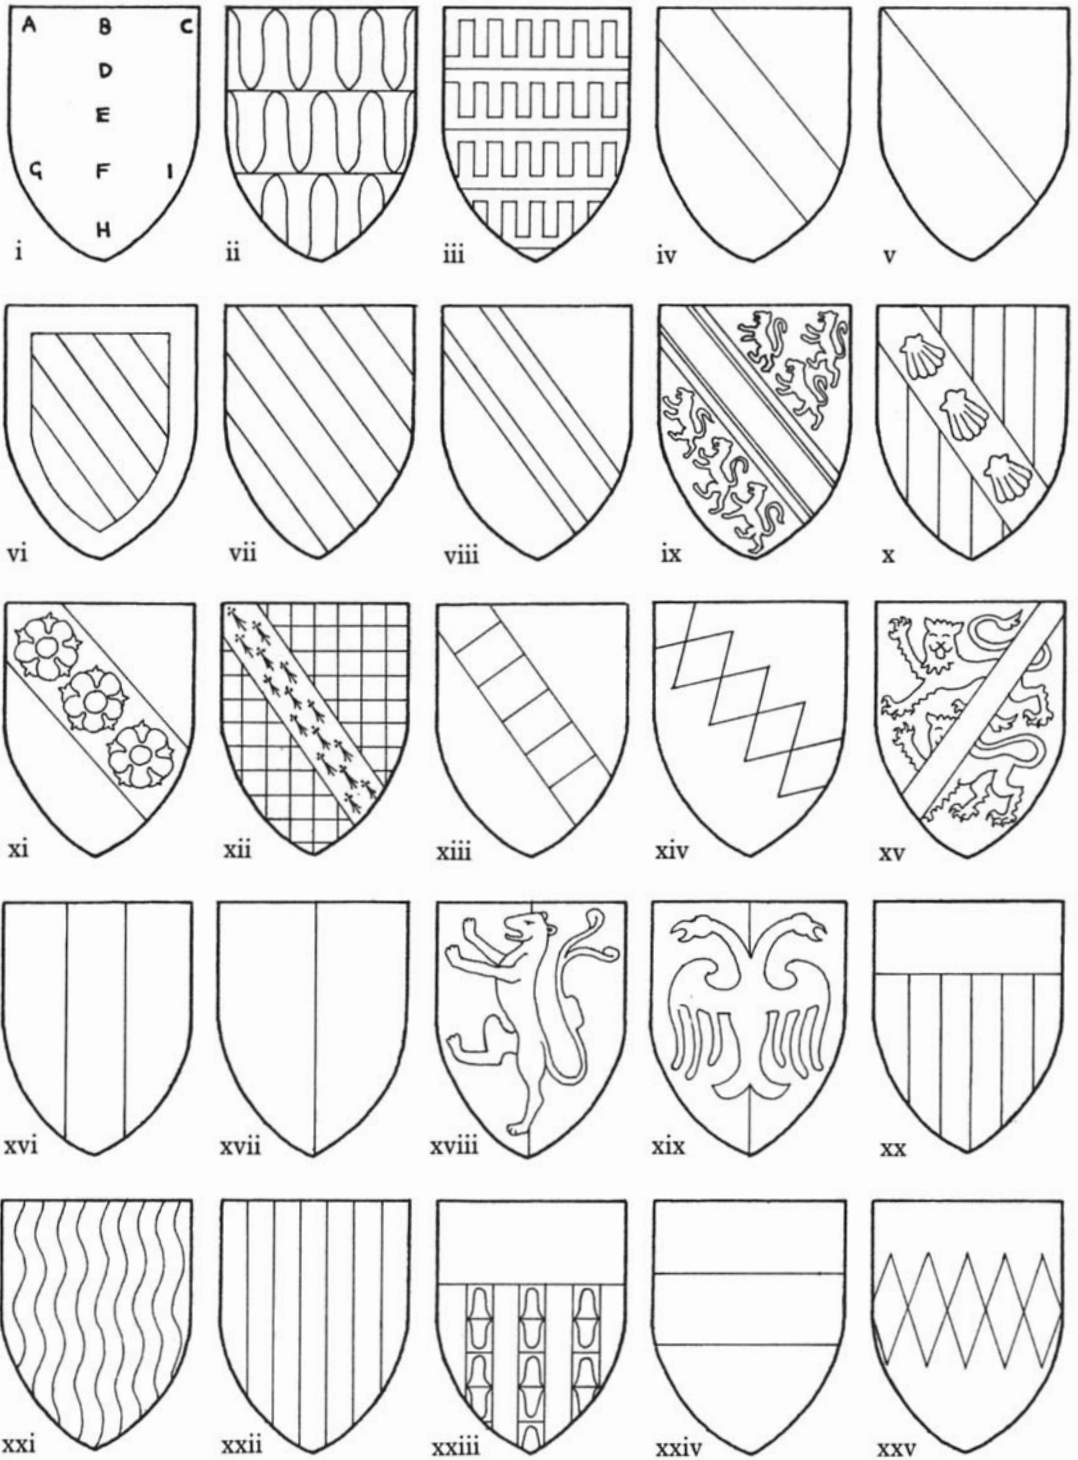 A B C
D
E
G F I
H
i ii iii iv v
vi vii viii ix x
xi xii xiii xiv xv
xvi xvii xviii xix xx
xxi xxii xxiii xxiv xxv